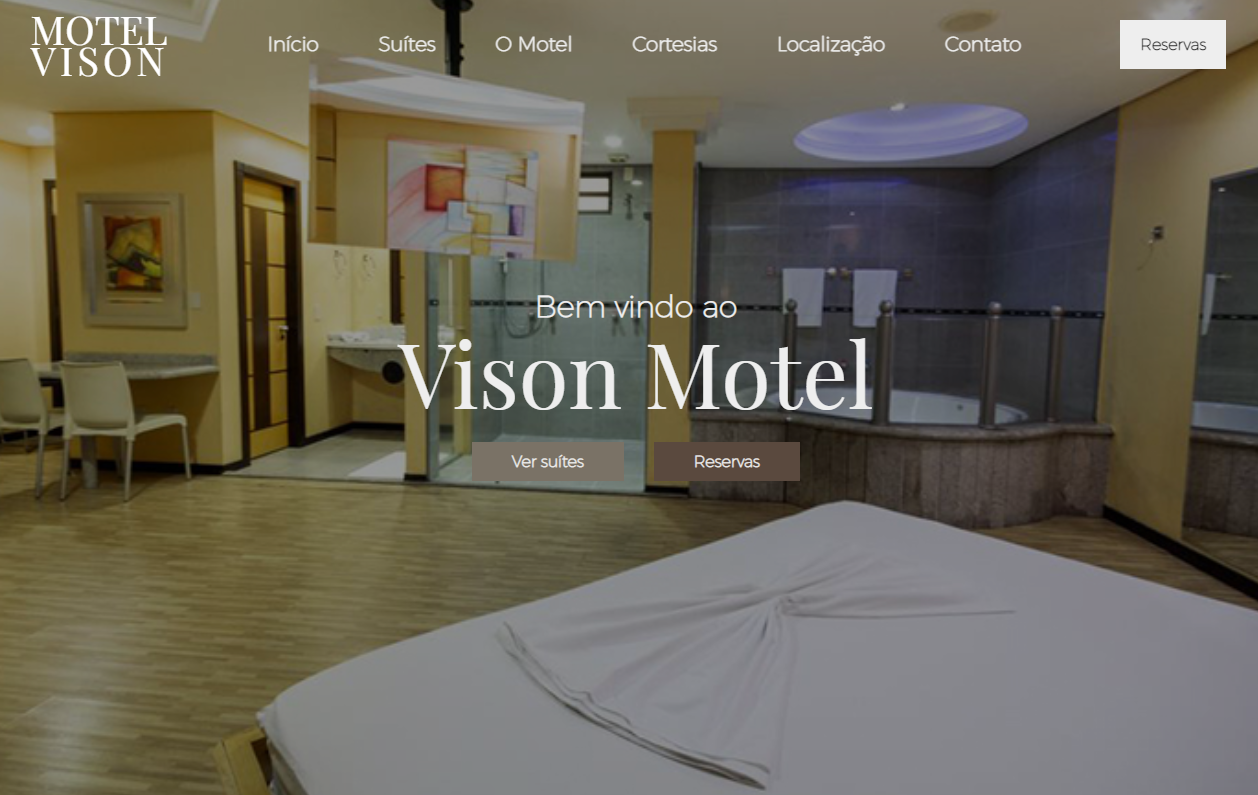 MOTEL
VISON
Início Suítes O Motel Cortesias Localização Contato Reservas
Bem vindo ao
Vison Motel
Ver suítes Reservas